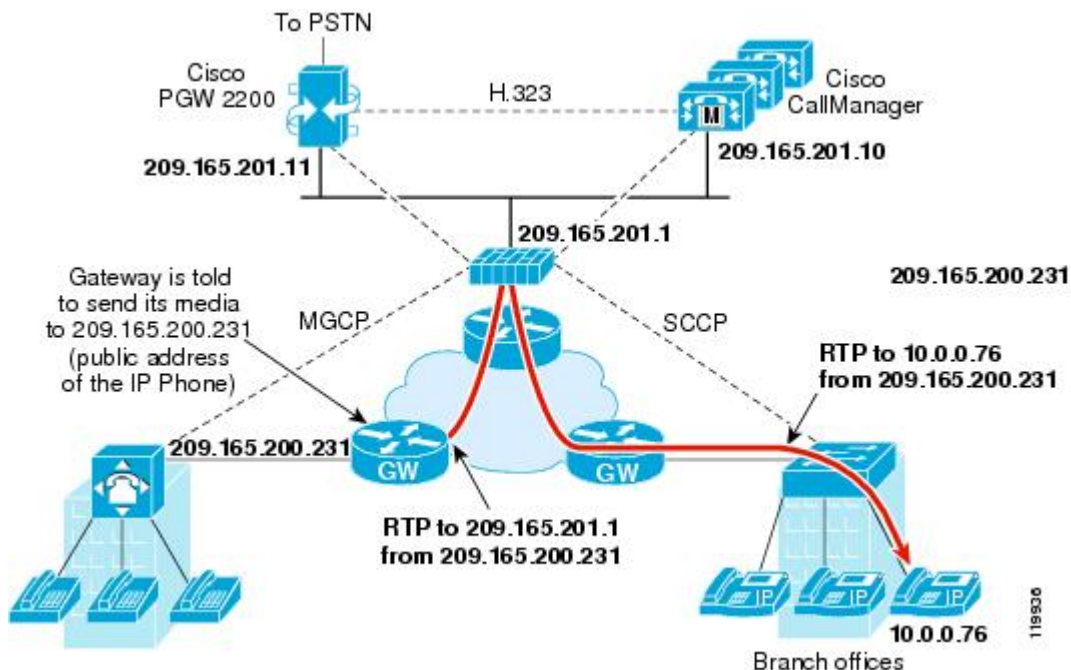 To PSTN
Cisco
PGW 2200
H.323
M
Cisco
CallManager
209.165.201.11
209.165.201.10
209.165.201.1
Gateway is told
to send its media
to 209.165.200.231
(public address
of the IP Phone)
MGCP
SCCP
209.165.200.231
RTP to 10.0.0.76
from 209.165.200.231
209.165.200.231
GW
GW
RTP to 209.165.201.1
from 209.165.200.231
IP
IP
IP
10.0.0.76
Branch offices
119936